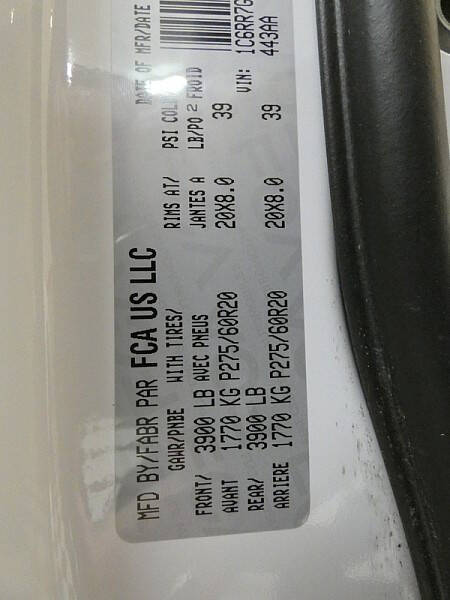 MFD BY/FABR PAR FCA US LLC DATE OF MFR/DATE
GAWR/PNBE WITH TIRES/ RIMS AT/ PSI COLD
FRONT/ 3900 LB AVEC PNEUS JANTES A LB/PO 2 FROID
AVANT 1770 KG P275/60R20 20X8.0 39
REAR/ 3900 LB VIN: 1C6RR7G
ARRIERE 1770 KG P275/60R20 20X8.0 39 443AA